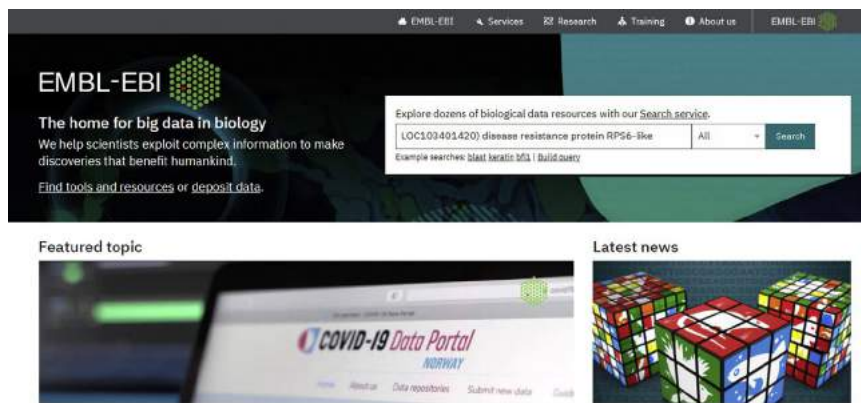 EMBL-EBI Services Research Training About us EMBL-EBI
EMBL-EBI
The home for big data in biology
We help scientists exploit complex information to make
discoveries that benefit humankind.
Find tools and resources or deposit data.
Explore dozens of biological data resources with our Search service.
LOC103401420) disease resistance protein RPS6-like All Search
Example searches: blast keratin bfl1 | Build query
Featured topic
Latest news
COVID-19 Data Portal
NORWAY
Home About us Data repositories Submit new data